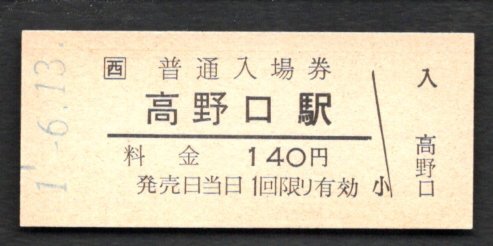 1.-6.13.
西 普通入場券
高野口駅
料金 140円
発売日当日1回限り有効 小
入
高野口